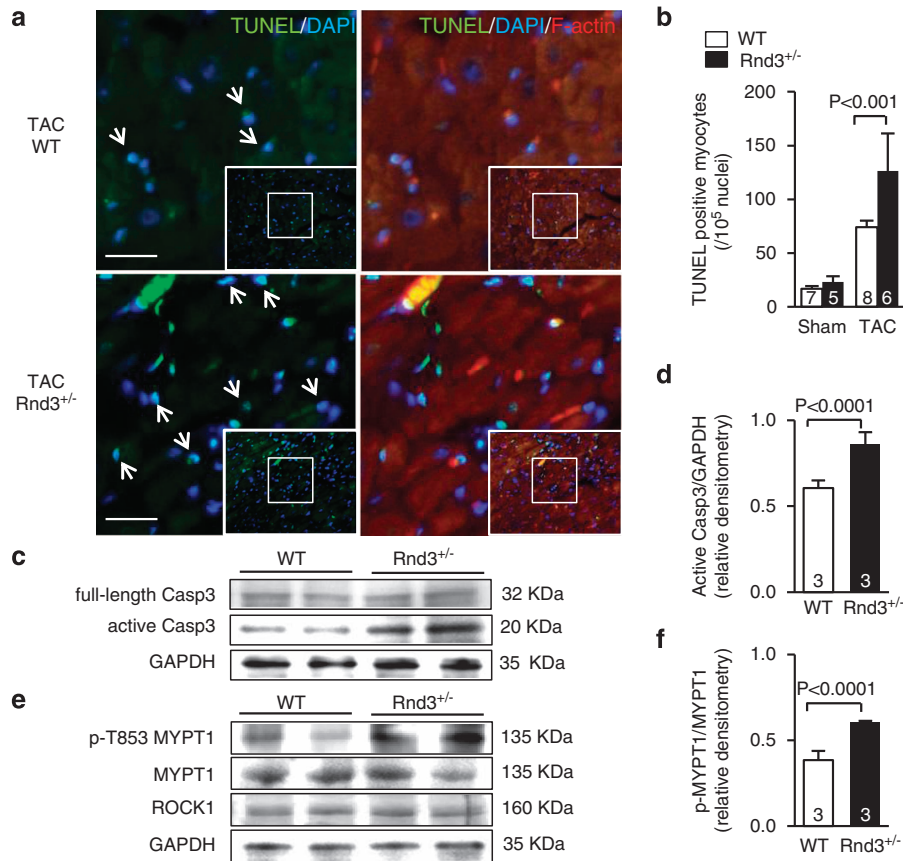 a
TUNEL/DAPI
TUNEL/DAPI/F-actin
TAC
WT
TAC
Rnd3+/-
b
WT
Rnd3+/-
P<0.001
TUNEL positive myocytes
(/10⁵ nuclei)
200
150
100
50
0
7 5 8 6
Sham TAC
c
WT Rnd3+/-
full-length Casp3 32 KDa
active Casp3 20 KDa
GAPDH 35 KDa
d
P<0.0001
Active Casp3/GAPDH
(relative densitometry)
1.0
0.5
0.0
3 3
WT Rnd3+/-
e
WT Rnd3+/-
p-T853 MYPT1 135 KDa
MYPT1 135 KDa
ROCK1 160 KDa
GAPDH 35 KDa
f
P<0.0001
p-MYPT1/MYPT1
(relative densitometry)
1.0
0.5
0.0
3 3
WT Rnd3+/-